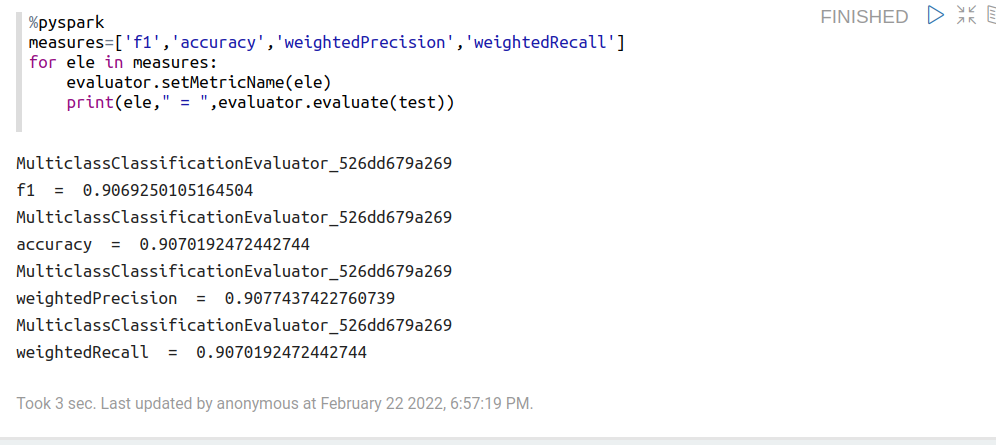 FINISHED
%pyspark
measures=['f1','accuracy','weightedPrecision','weightedRecall']
for ele in measures:
    evaluator.setMetricName(ele)
    print(ele," = ",evaluator.evaluate(test))
MulticlassClassificationEvaluator_526dd679a269
f1  =  0.9069250105164504
MulticlassClassificationEvaluator_526dd679a269
accuracy  =  0.9070192472442744
MulticlassClassificationEvaluator_526dd679a269
weightedPrecision  =  0.9077437422760739
MulticlassClassificationEvaluator_526dd679a269
weightedRecall  =  0.9070192472442744
Took 3 sec. Last updated by anonymous at February 22 2022, 6:57:19 PM.